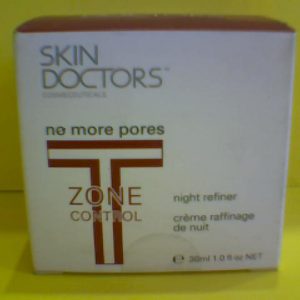 SKIN
DOCTORS™
COSMECEUTICALS
no more pores
T
ZONE
CONTROL
night refiner
crème raffinage
de nuit
℮ 30ml 1.0 fl oz NET